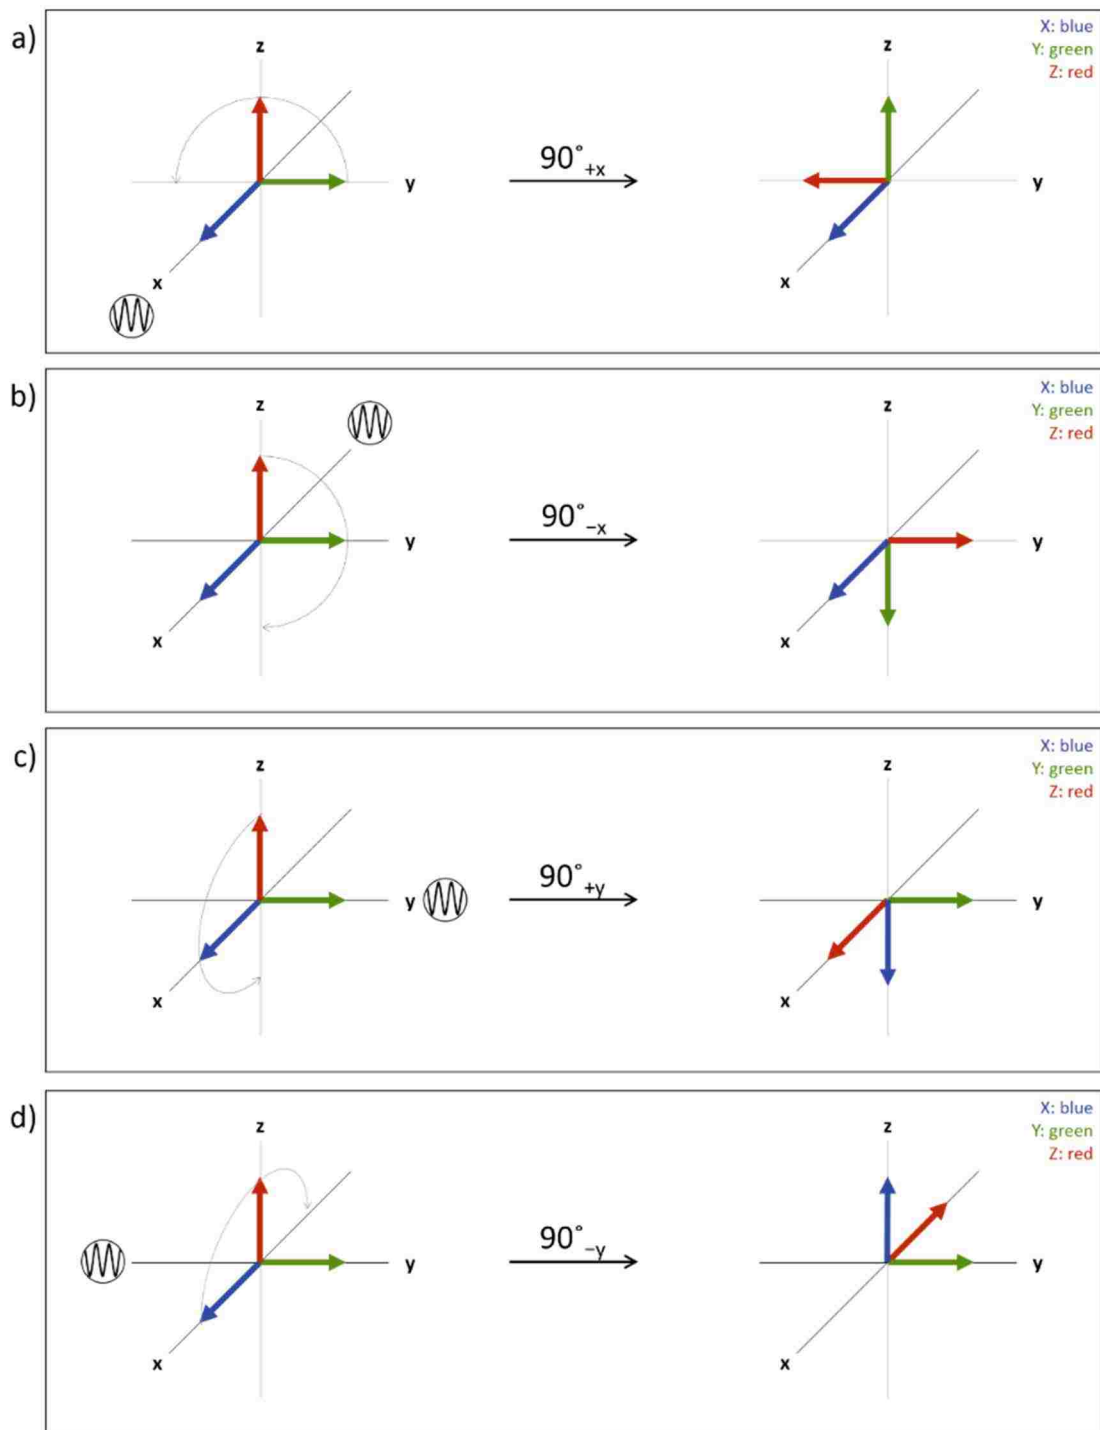 a)
X: blue
Y: green
Z: red
z
z
90°+x
y
y
x
x
b)
X: blue
Y: green
Z: red
z
z
90°−x
y
y
x
x
c)
X: blue
Y: green
Z: red
z
z
90°+y
y
y
x
x
d)
X: blue
Y: green
Z: red
z
z
90°−y
y
y
x
x